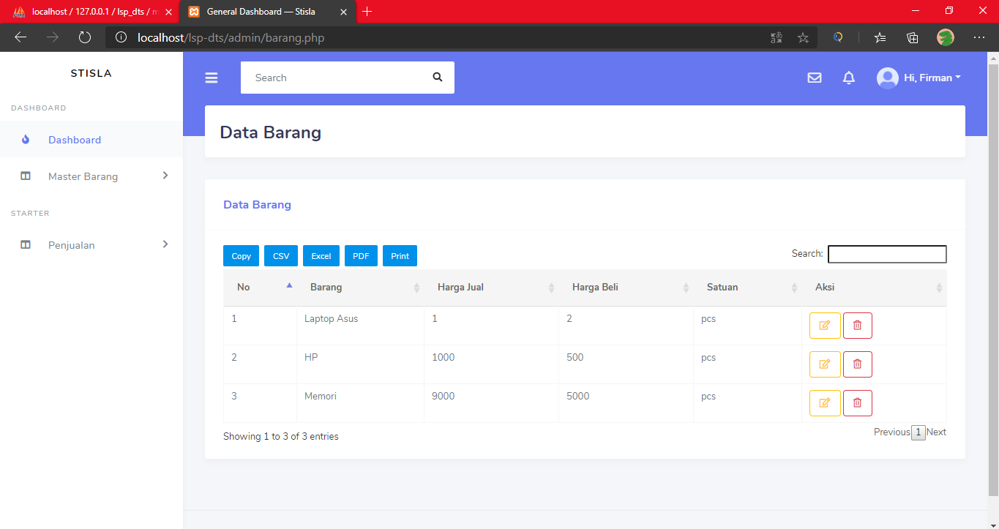 localhost / 127.0.0.1 / lsp_dts / m
General Dashboard — Stisla
localhost/lsp-dts/admin/barang.php
STISLA
Search
Hi, Firman
DASHBOARD
Dashboard
Master Barang
STARTER
Penjualan
Data Barang
Data Barang
Copy CSV Excel PDF Print
Search:
No Barang Harga Jual Harga Beli Satuan Aksi
1 Laptop Asus 1 2 pcs
2 HP 1000 500 pcs
3 Memori 9000 5000 pcs
Showing 1 to 3 of 3 entries
Previous 1 Next